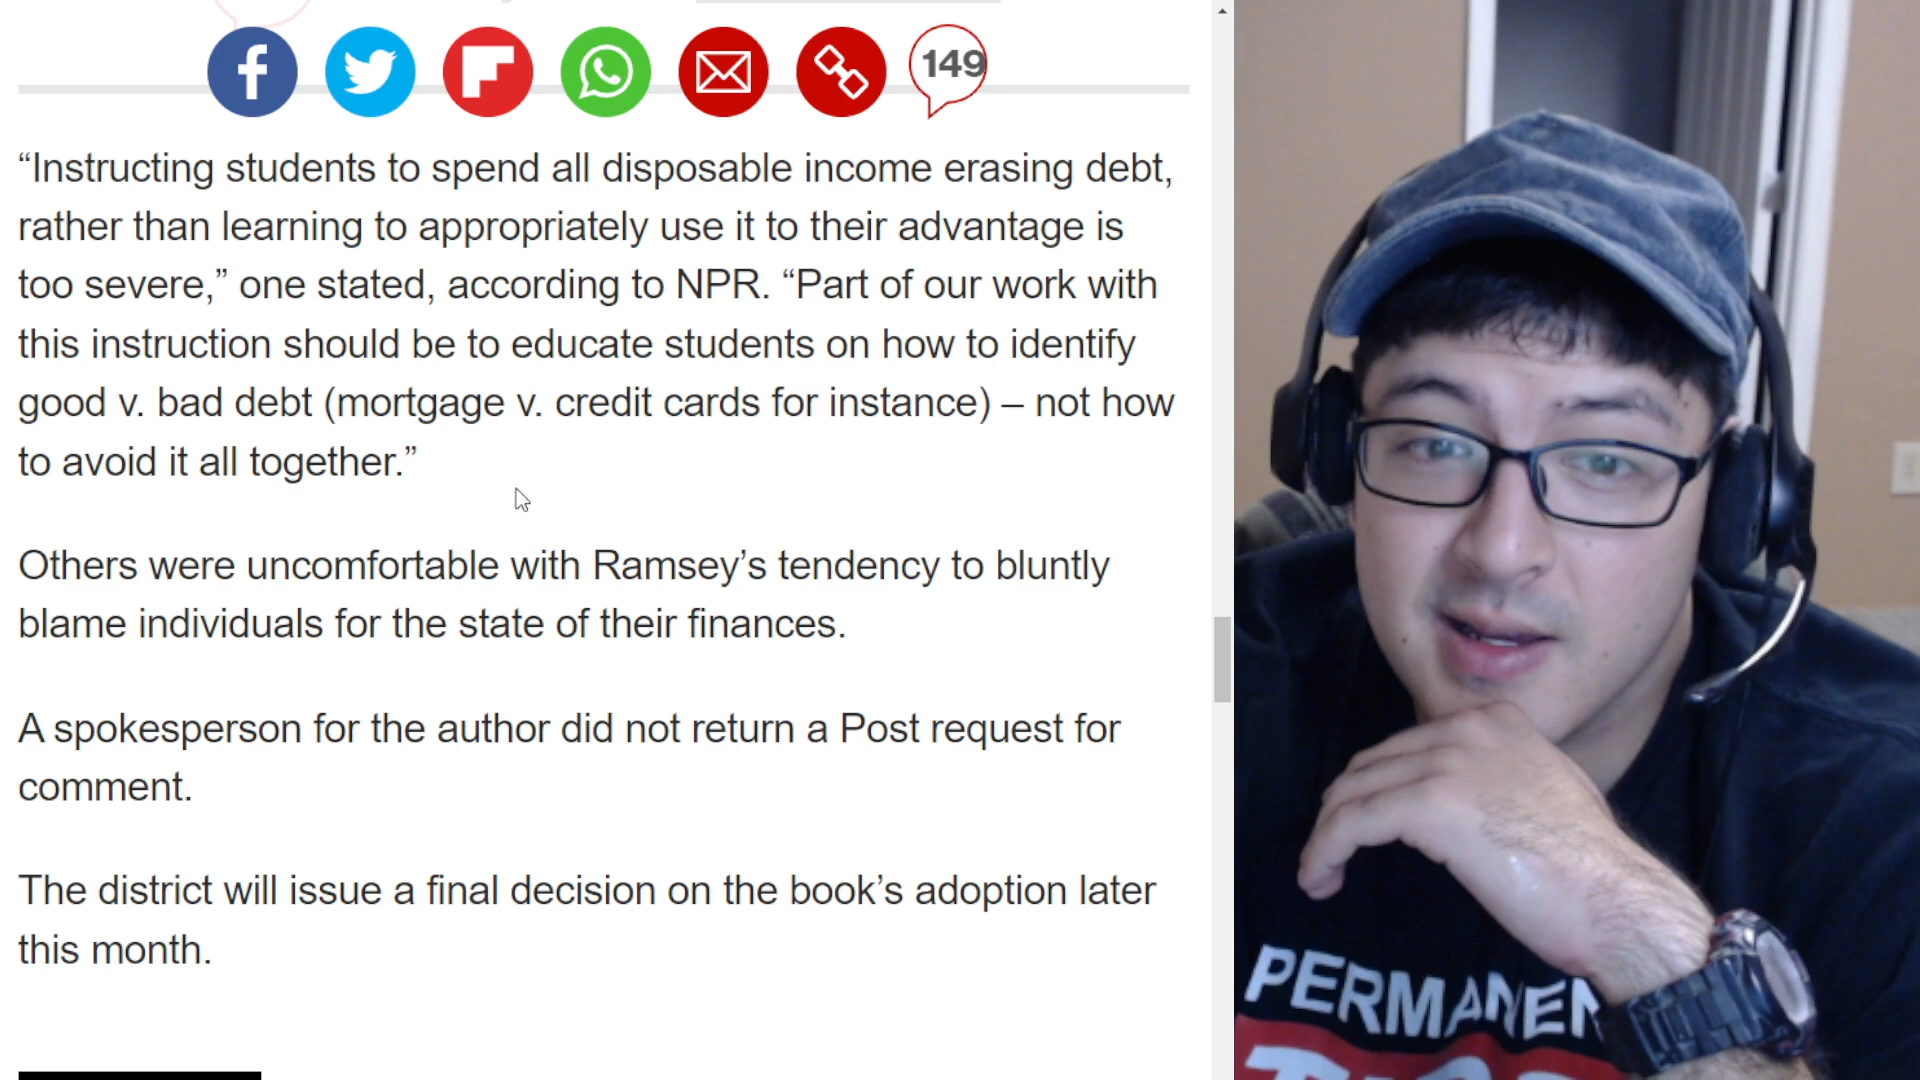 149
“Instructing students to spend all disposable income erasing debt,
rather than learning to appropriately use it to their advantage is
too severe,” one stated, according to NPR. “Part of our work with
this instruction should be to educate students on how to identify
good v. bad debt (mortgage v. credit cards for instance) – not how
to avoid it all together.”
Others were uncomfortable with Ramsey’s tendency to bluntly
blame individuals for the state of their finances.
A spokesperson for the author did not return a Post request for
comment.
The district will issue a final decision on the book’s adoption later
this month.
PERMANEN